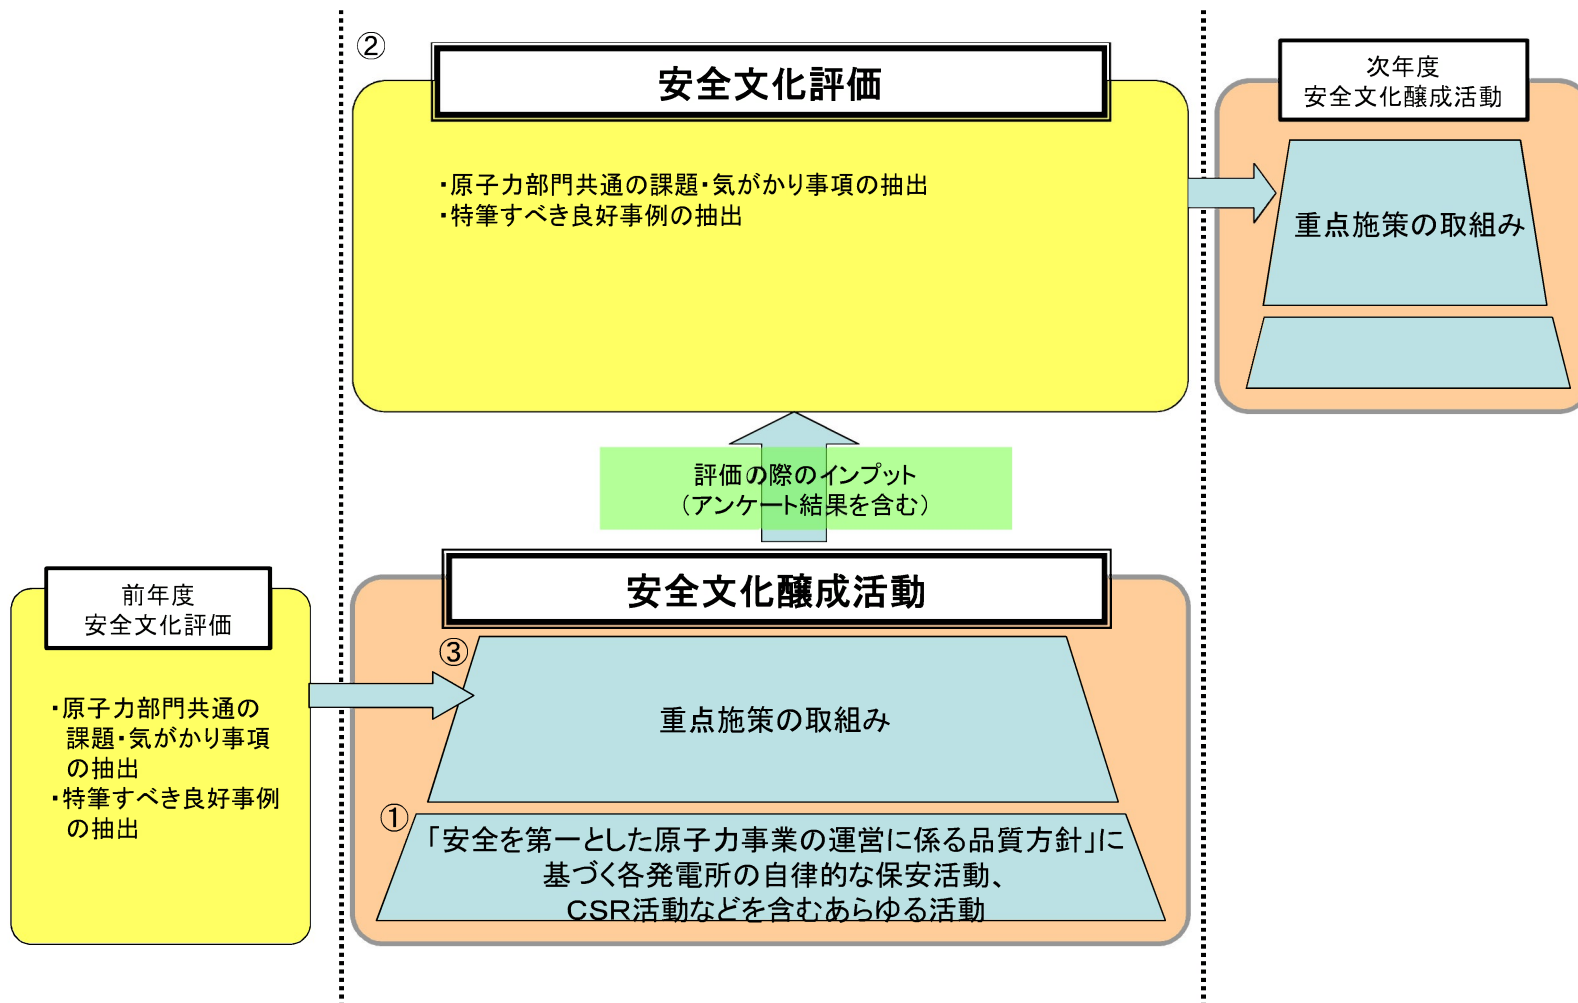 ②
安全文化評価
・原子力部門共通の課題・気がかり事項の抽出
・特筆すべき良好事例の抽出
次年度
安全文化醸成活動
重点施策の取組み
評価の際のインプット
（アンケート結果を含む）
前年度
安全文化評価
・原子力部門共通の
課題・気がかり事項
の抽出
・特筆すべき良好事例
の抽出
安全文化醸成活動
③
重点施策の取組み
①
「安全を第一とした原子力事業の運営に係る品質方針」に
基づく各発電所の自律的な保安活動、
CSR活動などを含むあらゆる活動